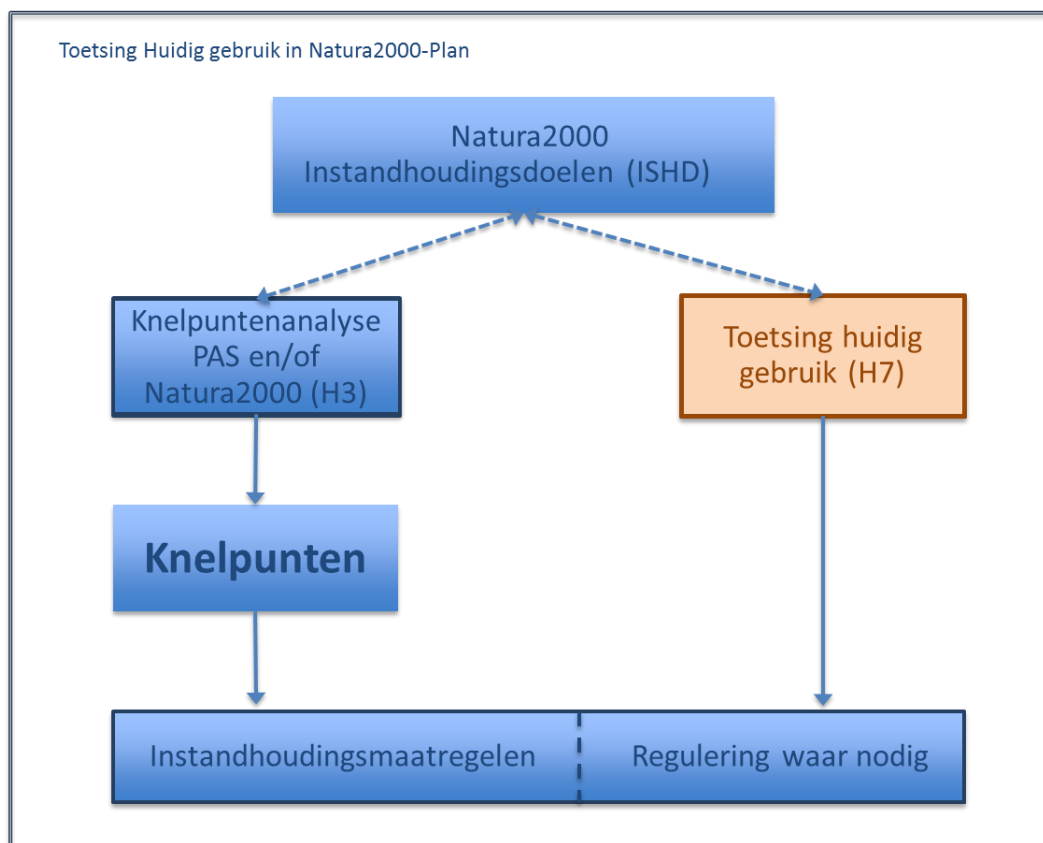 Toetsing Huidig gebruik in Natura2000-Plan
Natura2000
Instandhoudingsdoelen (ISHD)
Knelpuntenanalyse
PAS en/of
Natura2000 (H3)
Toetsing huidig
gebruik (H7)
Knelpunten
Instandhoudingsmaatregelen
Regulering waar nodig